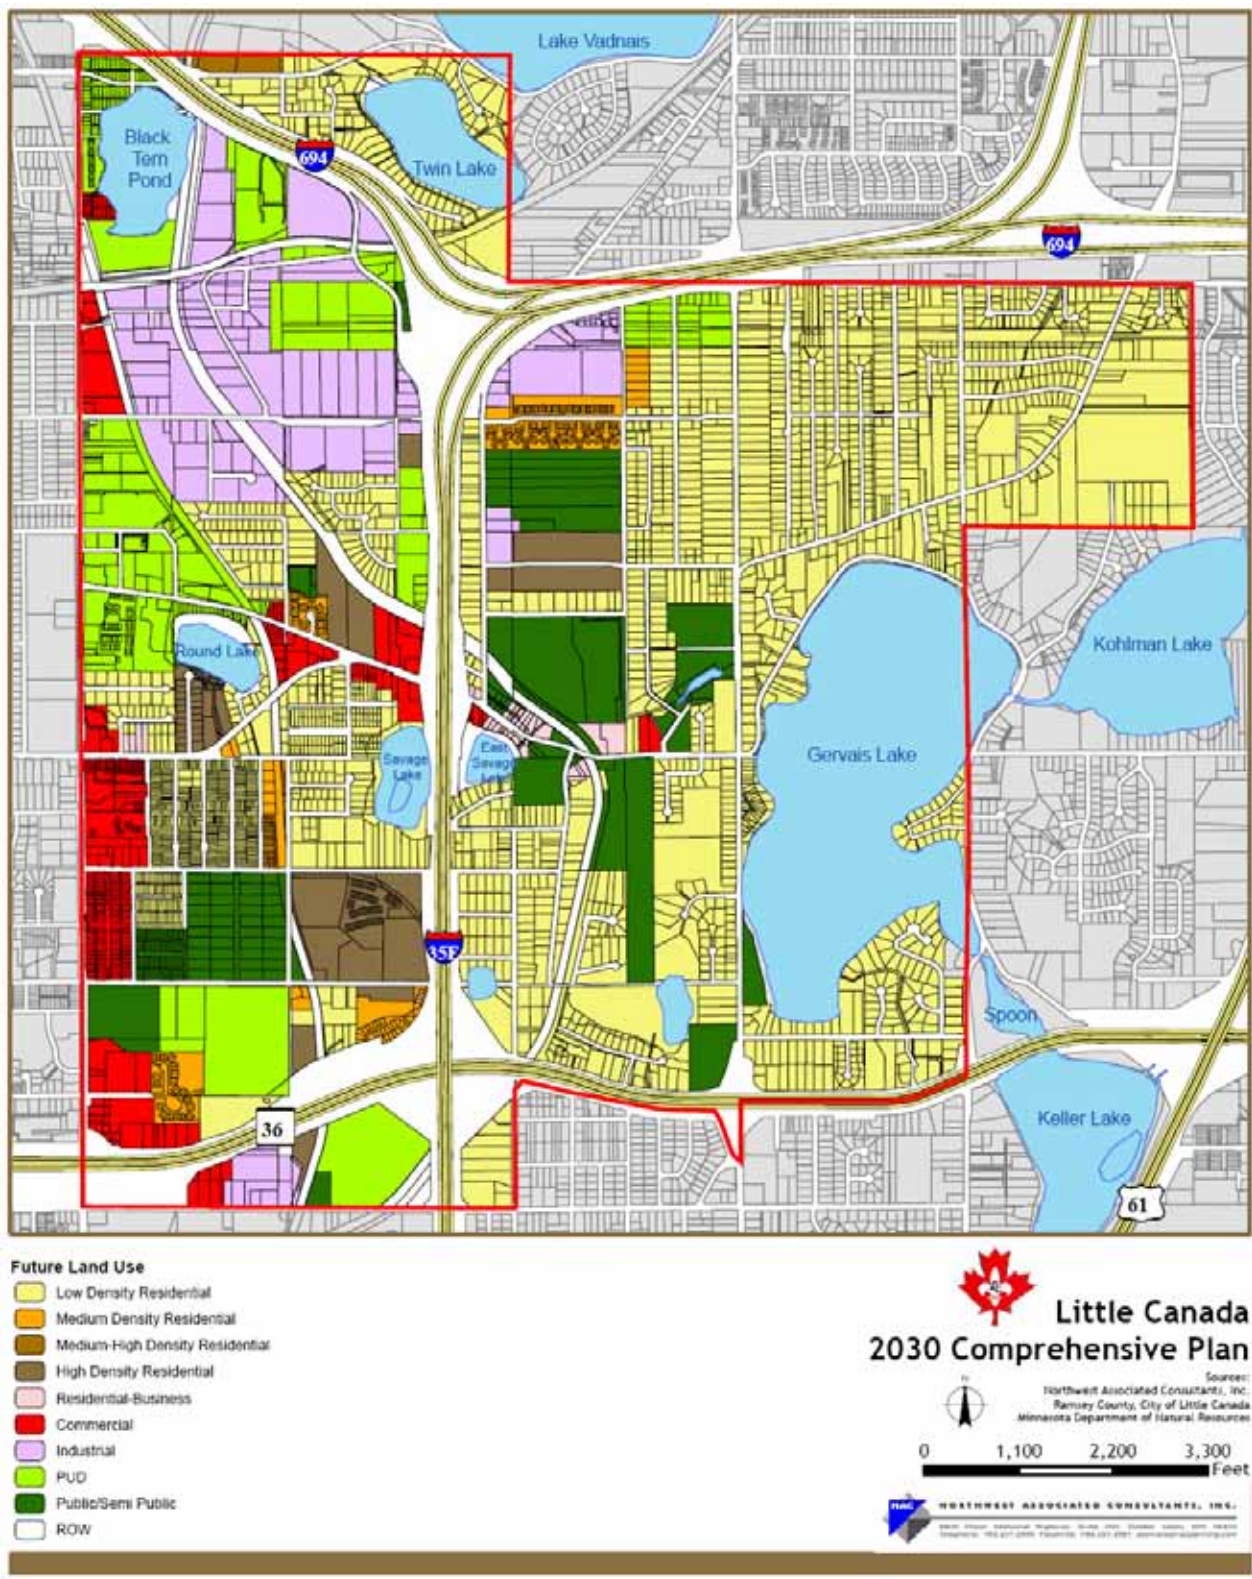 Lake Vadnais
Black
Tern
Pond
694
Twin Lake
694
Round Lake
Kohlman Lake
Gervais Lake
Savage
Lake
East
Savage
Lake
35E
Spoon
36
Keller Lake
61
Future Land Use
Low Density Residential
Medium Density Residential
Medium-High Density Residential
High Density Residential
Residential-Business
Commercial
Industrial
PUD
Public/Semi Public
ROW
Little Canada
2030 Comprehensive Plan
Sources:
Northwest Associated Consultants, Inc.
Ramsey County, City of Little Canada
Minnesota Department of Natural Resources
N
0 1,100 2,200 3,300
Feet
NAC
NORTHWEST ASSOCIATED CONSULTANTS, INC.